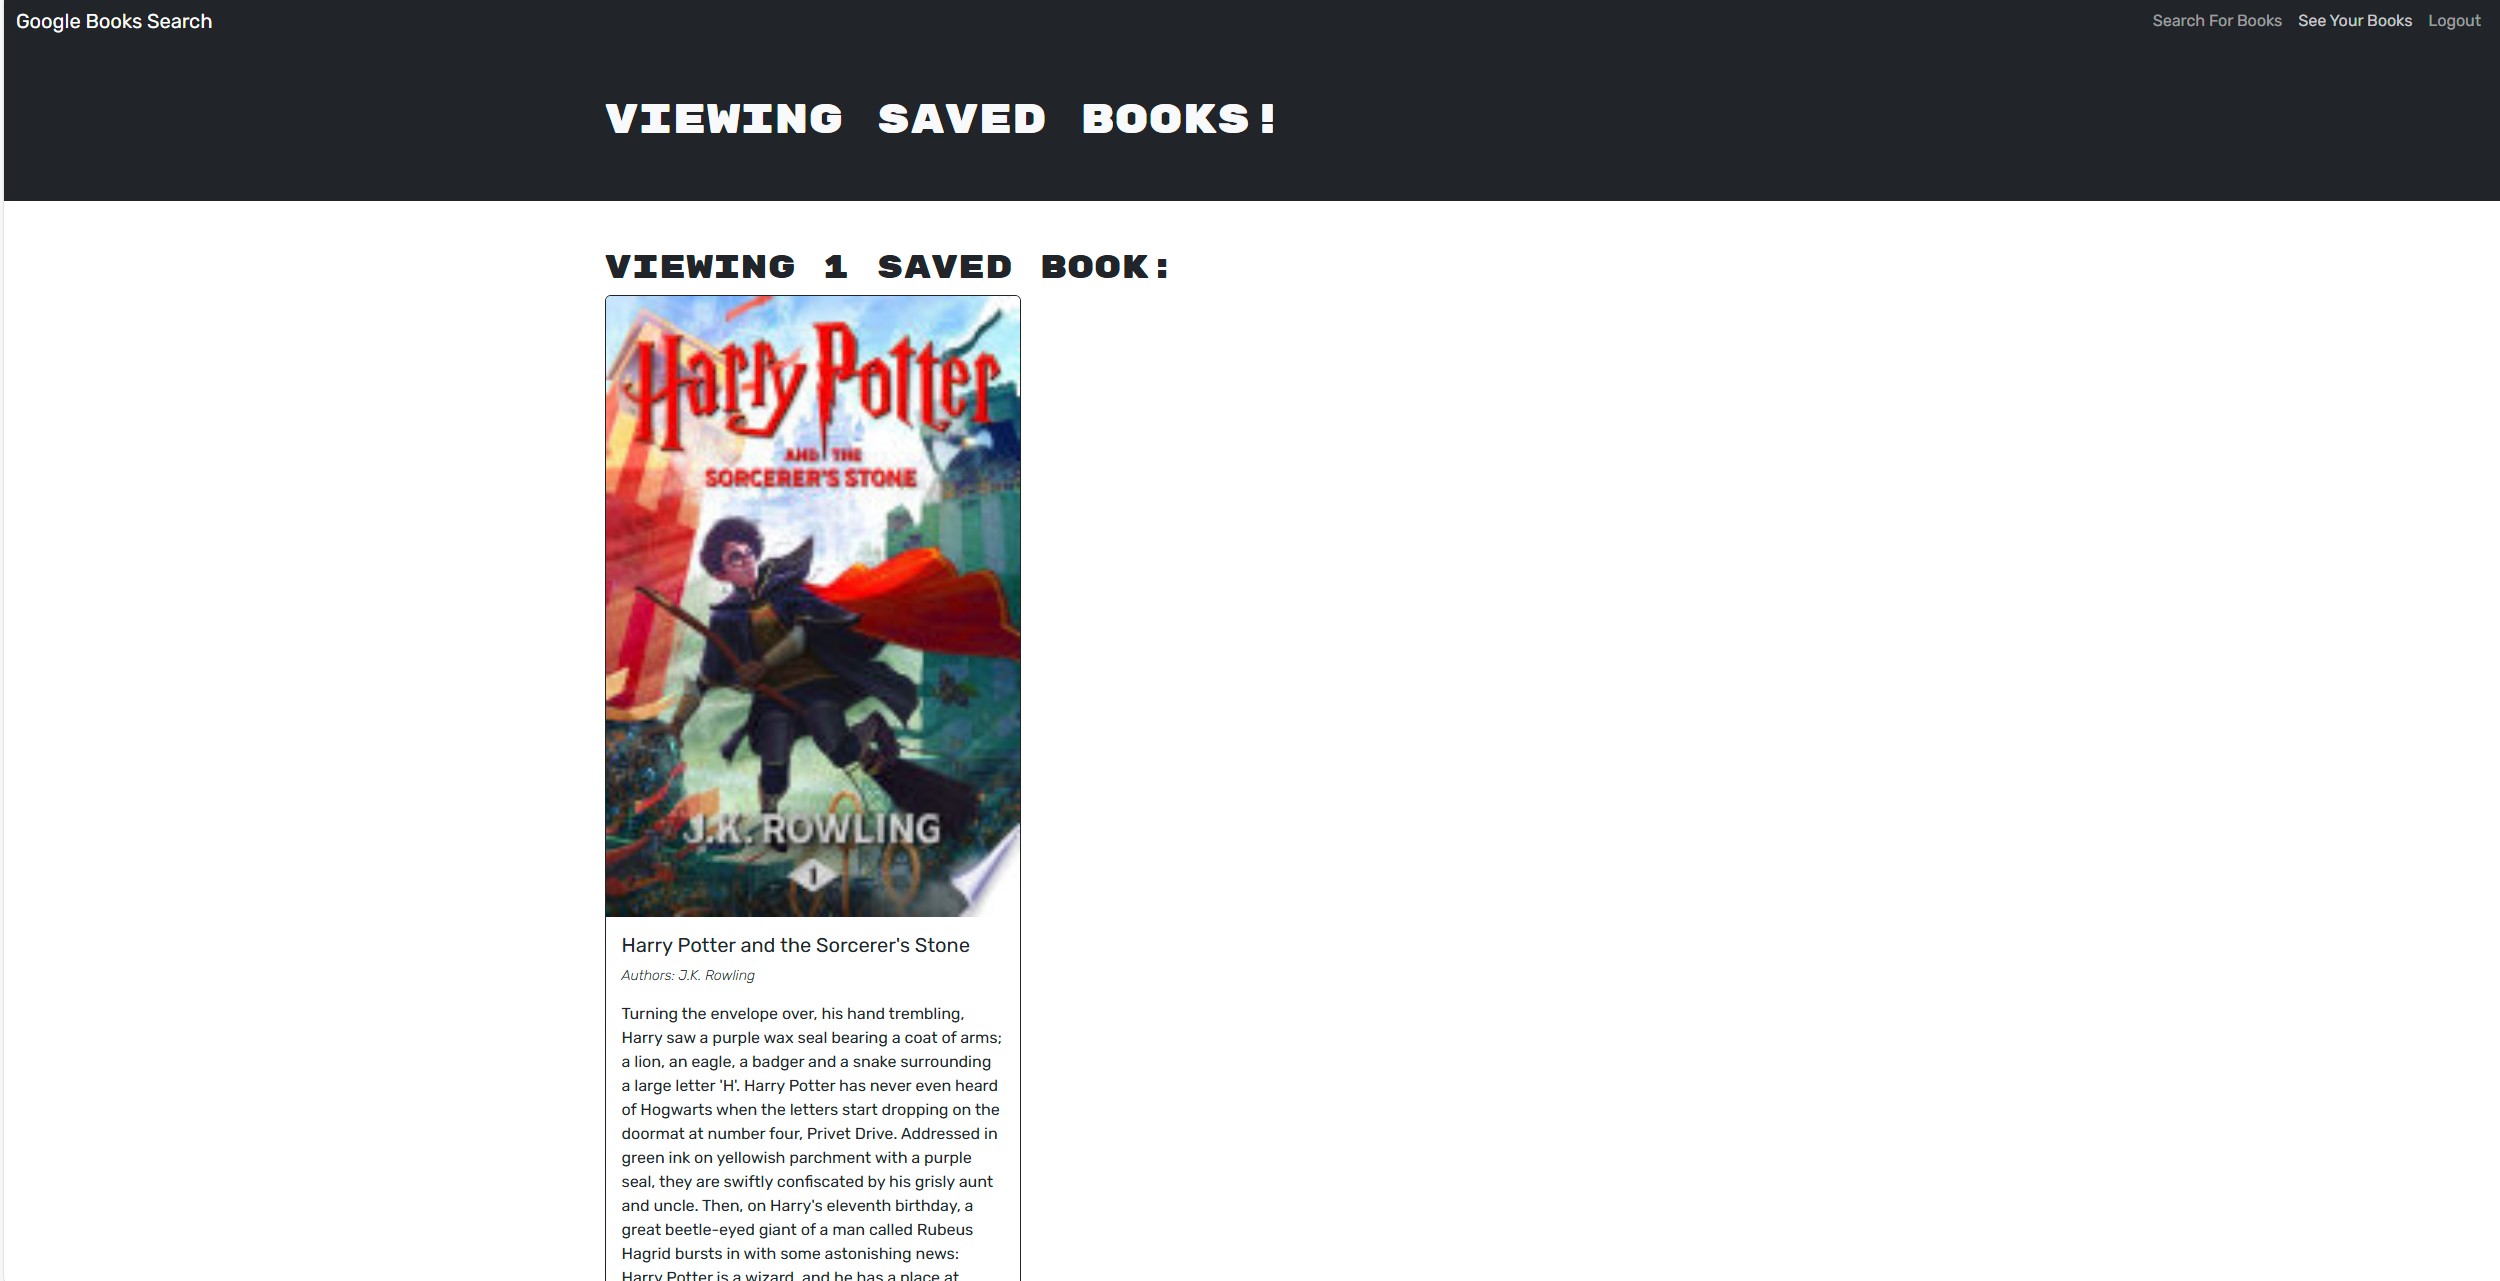 Google Books Search
Search For Books See Your Books Logout
VIEWING SAVED BOOKS!
VIEWING 1 SAVED BOOK:
Harry Potter
AND THE
SORCERER'S STONE
J.K. ROWLING
1
Harry Potter and the Sorcerer's Stone
Authors: J.K. Rowling
Turning the envelope over, his hand trembling,
Harry saw a purple wax seal bearing a coat of arms;
a lion, an eagle, a badger and a snake surrounding
a large letter 'H'. Harry Potter has never even heard
of Hogwarts when the letters start dropping on the
doormat at number four, Privet Drive. Addressed in
green ink on yellowish parchment with a purple
seal, they are swiftly confiscated by his grisly aunt
and uncle. Then, on Harry's eleventh birthday, a
great beetle-eyed giant of a man called Rubeus
Hagrid bursts in with some astonishing news:
Harry Potter is a wizard, and he has a place at